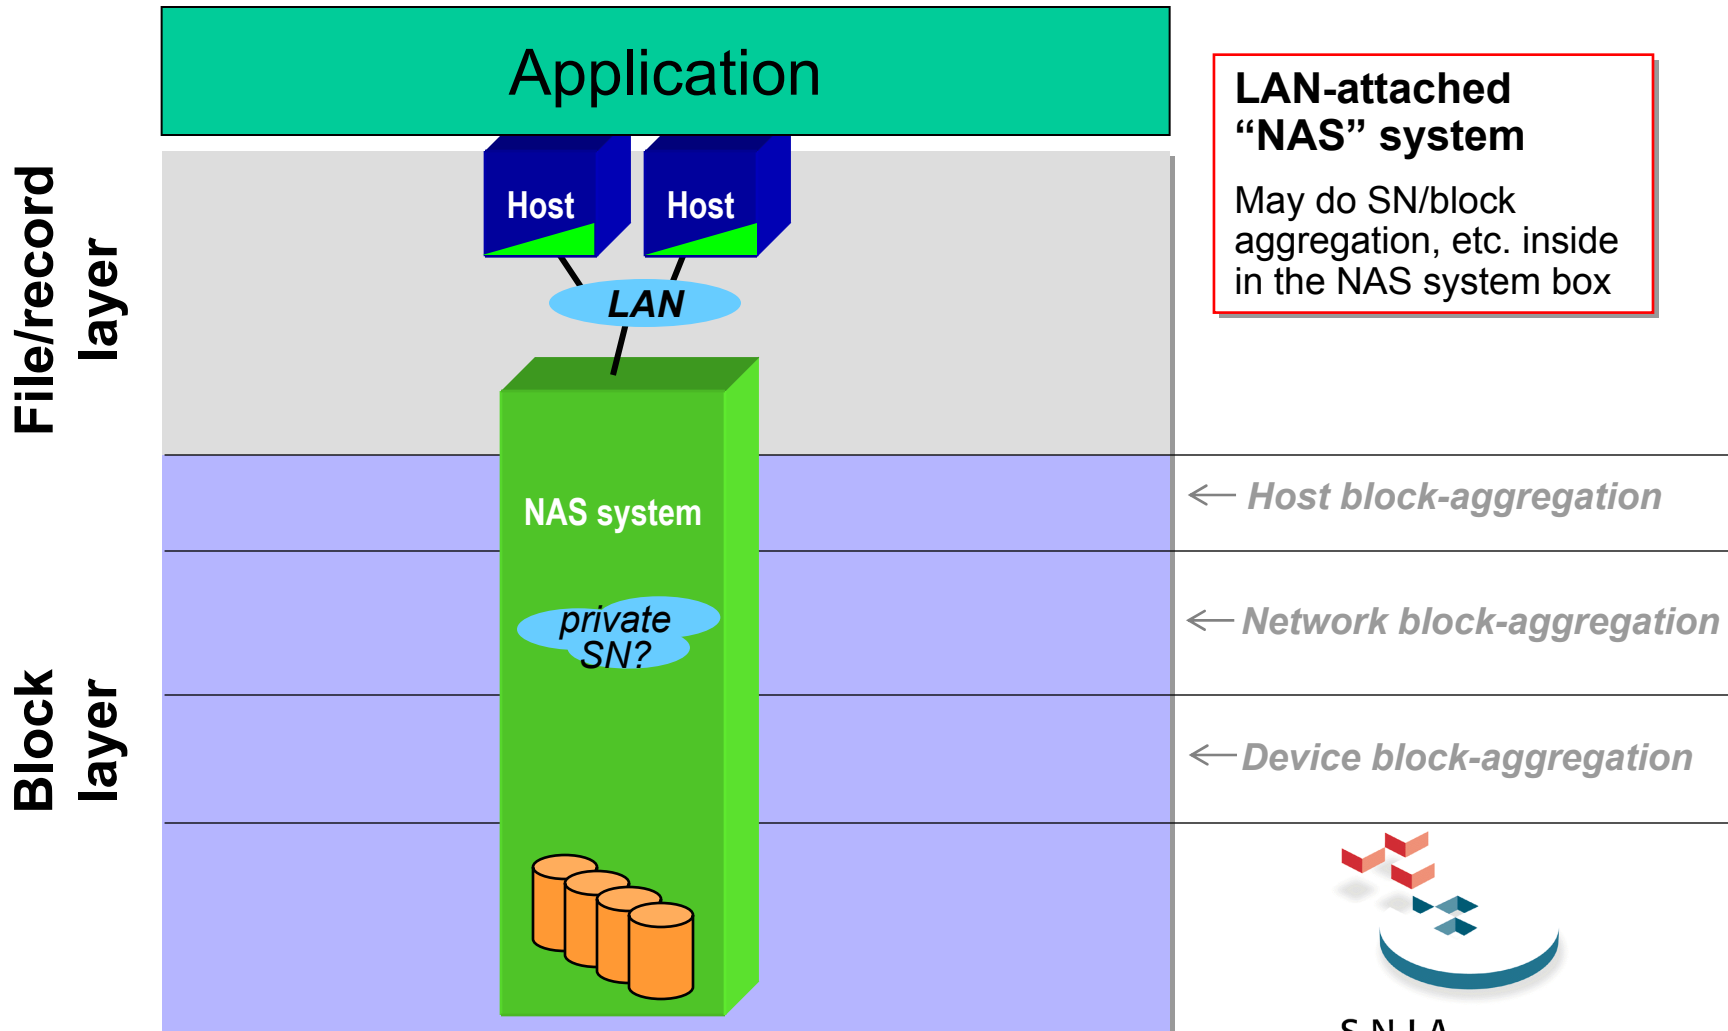 Application
LAN-attached
“NAS” system
May do SN/block
aggregation, etc. inside
in the NAS system box
File/record
layer
Host
Host
LAN
NAS system
private
SN?
Host block-aggregation
Network block-aggregation
Device block-aggregation
Block
layer
SNIA